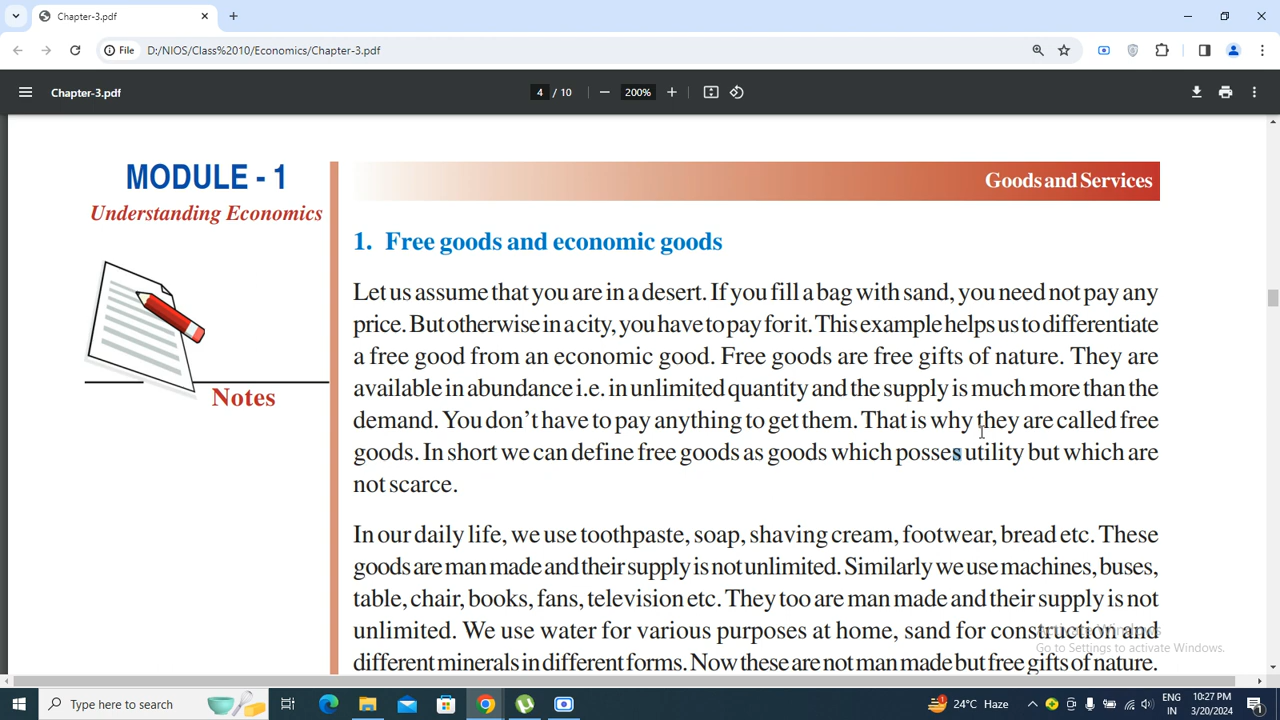 Chapter-3.pdf
File
D:/NIOS/Class%2010/Economics/Chapter-3.pdf
Chapter-3.pdf
4 / 10
200%
MODULE - 1
Understanding Economics
Notes
Goods and Services
1. Free goods and economic goods
Let us assume that you are in a desert. If you fill a bag with sand, you need not pay any
price. But otherwise in a city, you have to pay for it. This example helps us to differentiate
a free good from an economic good. Free goods are free gifts of nature. They are
available in abundance i.e. in unlimited quantity and the supply is much more than the
demand. You don't have to pay anything to get them. That is why they are called free
goods. In short we can define free goods as goods which posses utility but which are
not scarce.
In our daily life, we use toothpaste, soap, shaving cream, footwear, bread etc. These
goods are man made and their supply is not unlimited. Similarly we use machines, buses,
table, chair, books, fans, television etc. They too are man made and their supply is not
unlimited. We use water for various purposes at home, sand for construction and
different minerals in different forms. Now these are not man made but free gifts of nature.
Activate Windows
Go to Settings to activate Windows.
Type here to search
24°C Haze
ENG
IN
10:27 PM
3/20/2024
1